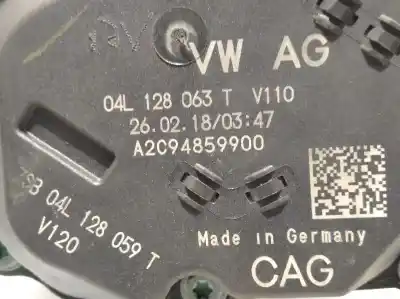 VW AG
04L 128 063 T V110
26.02.18/03:47
A2C94859900
ZSB 04L 128 059 T
V120
Made in Germany
CAG